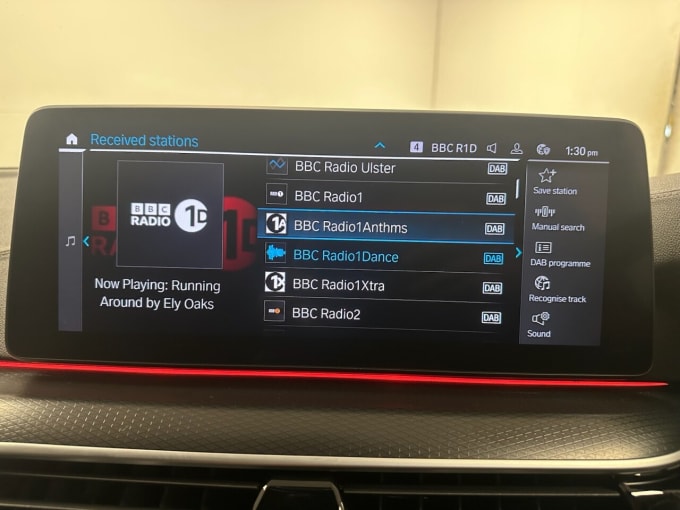 Received stations
4 BBC R1D
1:30 pm
BBC
RADIO 1D
Now Playing: Running
Around by Ely Oaks
BBC Radio Ulster DAB
BBC Radio1 DAB
BBC Radio1Anthms DAB
BBC Radio1Dance DAB
BBC Radio1Xtra DAB
BBC Radio2 DAB
Save station
Manual search
DAB programme
Recognise track
Sound